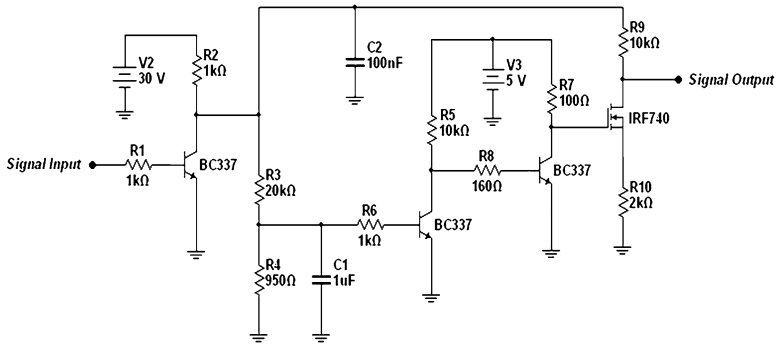 R2
1kΩ
V2
30 V
C2
100nF
R9
10kΩ
V3
5 V
R7
100Ω
Signal Output
IRF740
R5
10kΩ
R1
1kΩ
Signal Input
BC337
R8
160Ω
BC337
R3
20kΩ
R6
1kΩ
BC337
R10
2kΩ
R4
950Ω
C1
1uF